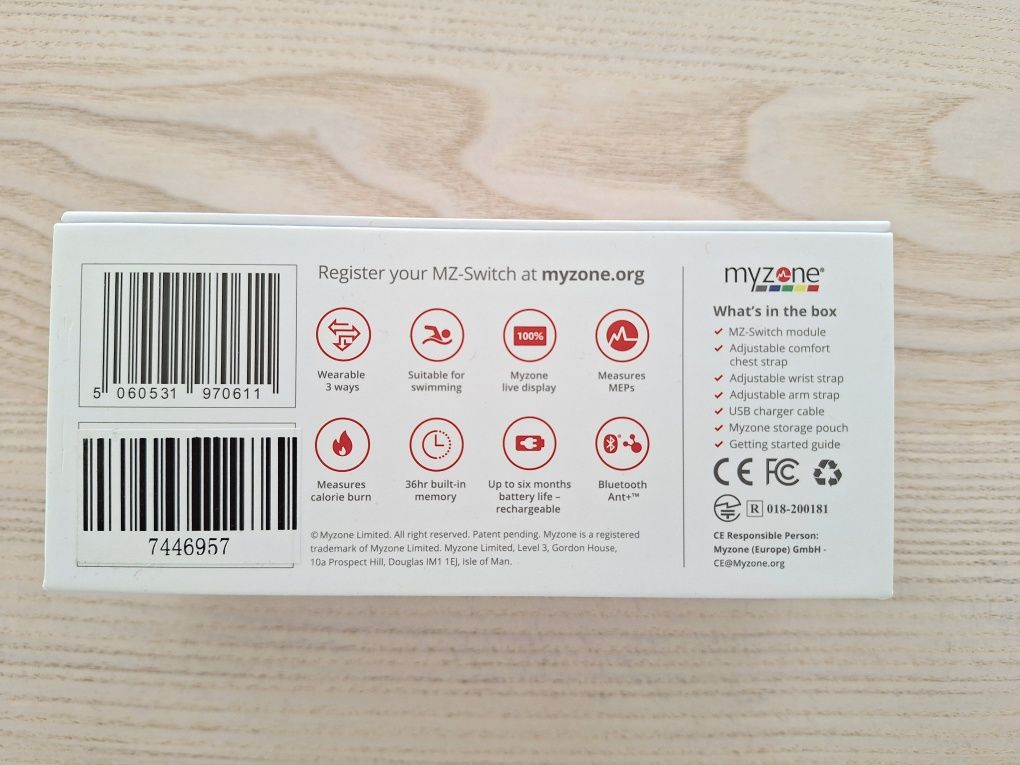 5 060531 970611
7446957
Register your MZ-Switch at myzone.org
Wearable
3 ways
Suitable for
swimming
100%
Myzone
live display
Measures
MEPs
Measures
calorie burn
36hr built-in
memory
Up to six months
battery life –
rechargeable
Bluetooth
Ant+™
© Myzone Limited. All right reserved. Patent pending. Myzone is a registered
trademark of Myzone Limited. Myzone Limited, Level 3, Gordon House,
10a Prospect Hill, Douglas IM1 1EJ, Isle of Man.
myzone®
What's in the box
MZ-Switch module
Adjustable comfort
chest strap
Adjustable wrist strap
Adjustable arm strap
USB charger cable
Myzone storage pouch
Getting started guide
CE FC
R 018-200181
CE Responsible Person:
Myzone (Europe) GmbH -
CE@Myzone.org